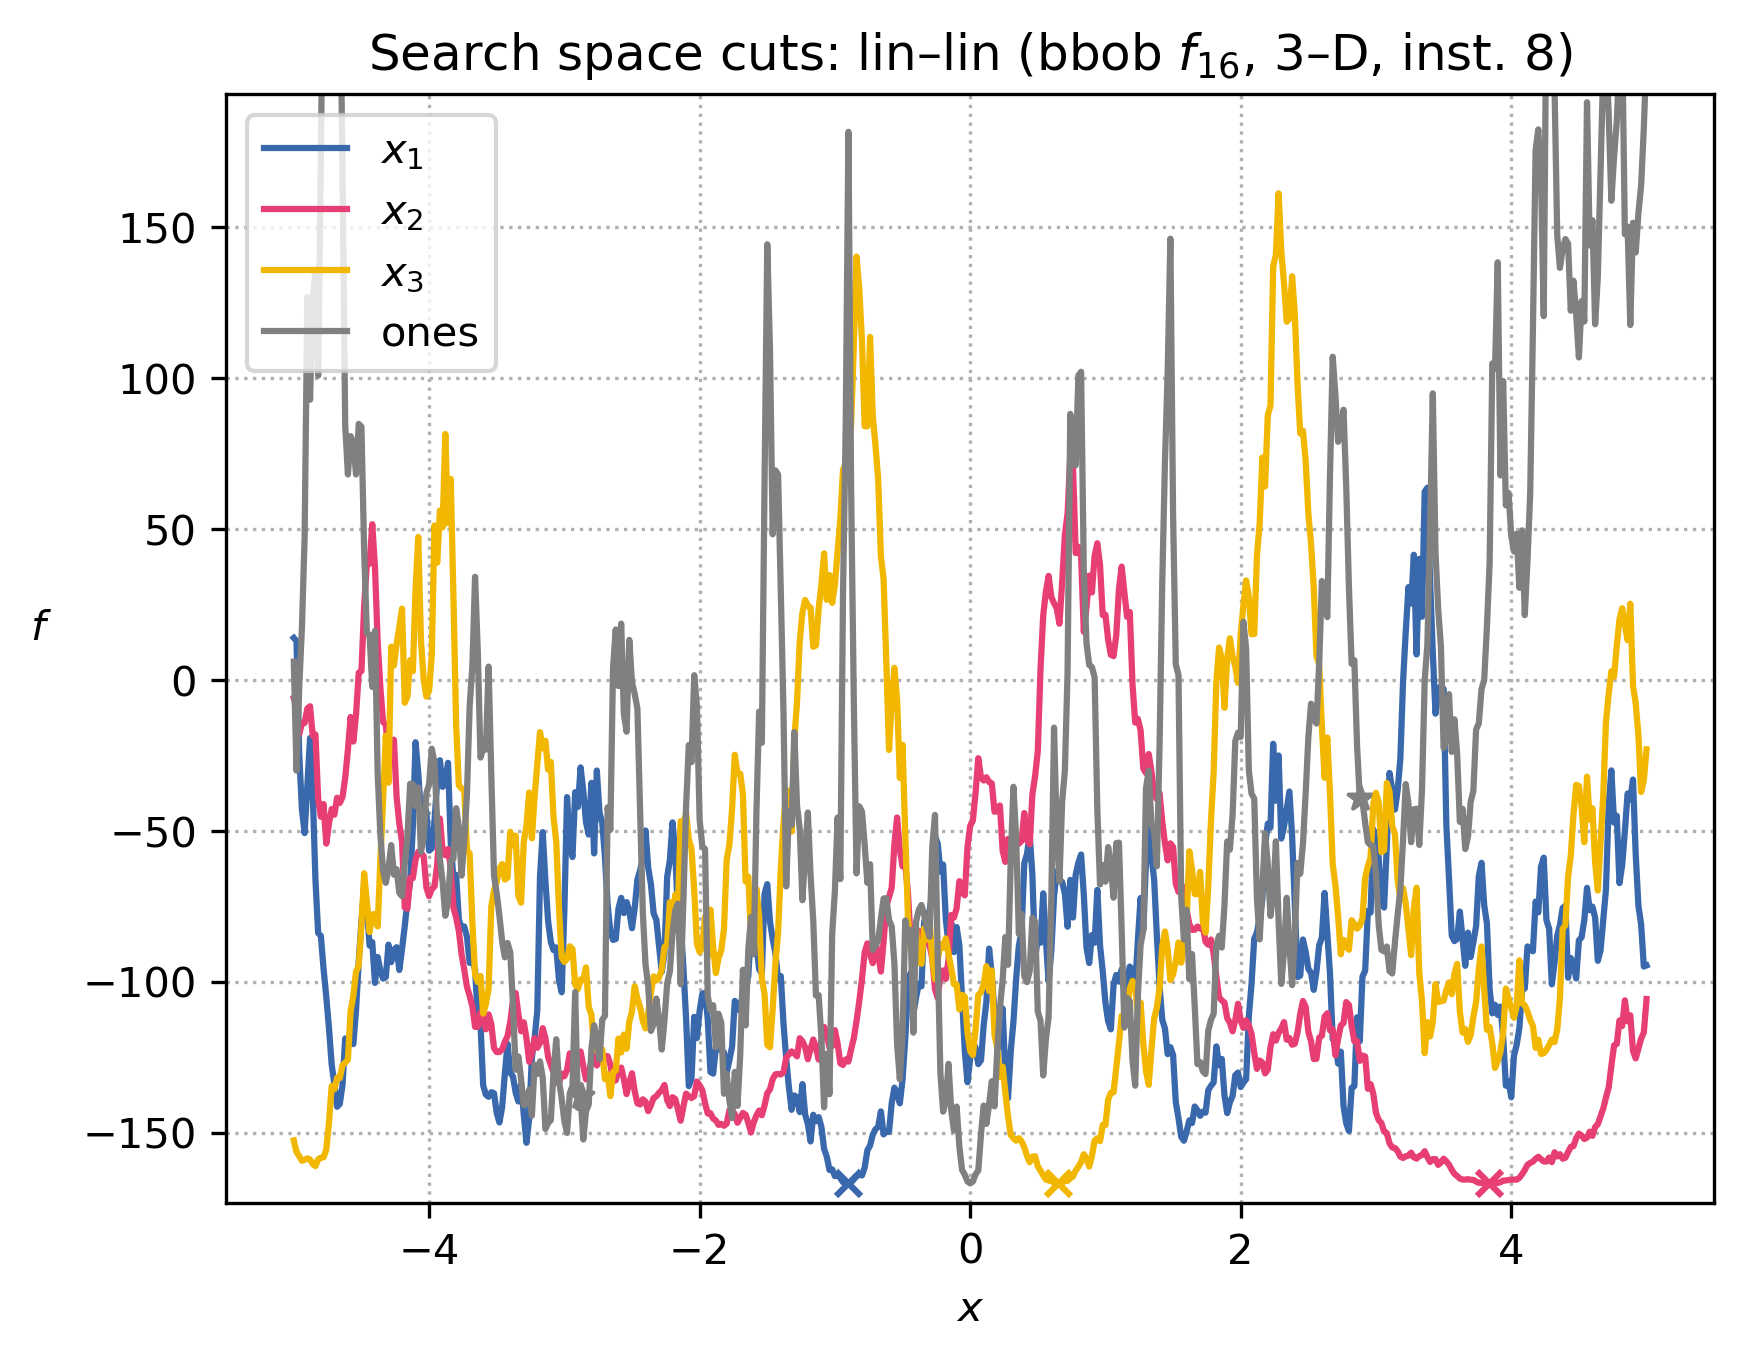 Search space cuts: lin–lin (bbob f₁₆, 3–D, inst. 8)
x₁
x₂
x₃
ones
150
100
50
0
−50
−100
−150
f
−4
−2
0
2
4
x